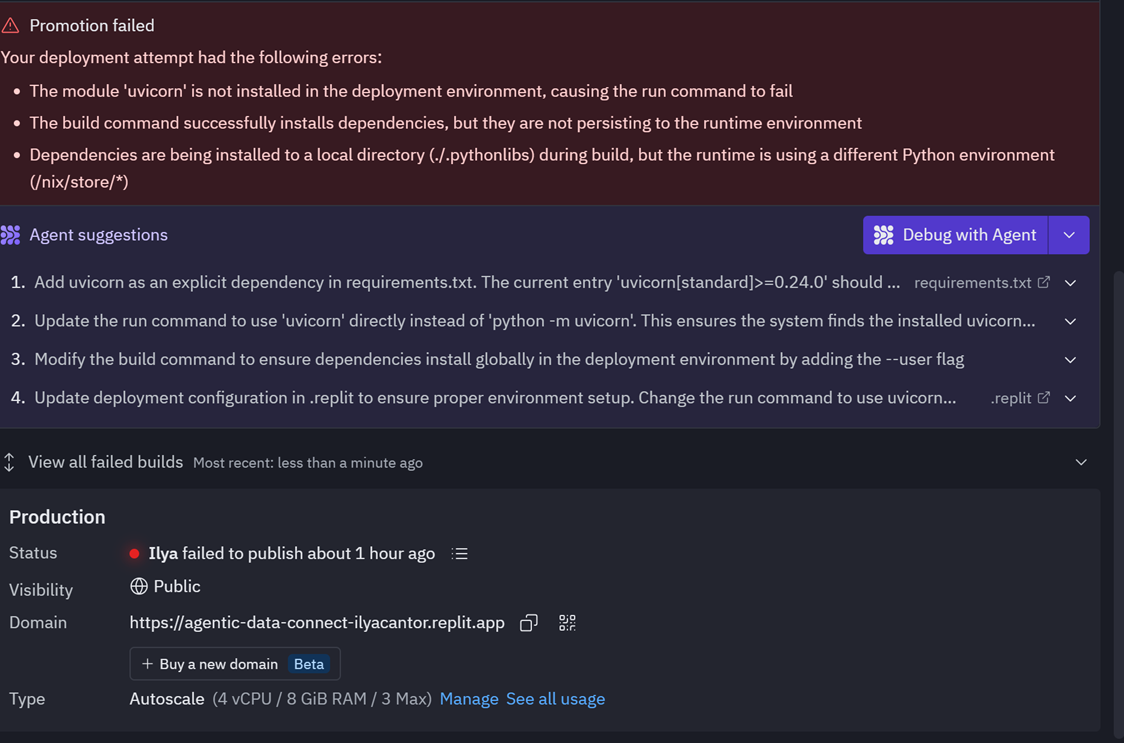 Promotion failed
Your deployment attempt had the following errors:
• The module 'uvicorn' is not installed in the deployment environment, causing the run command to fail
• The build command successfully installs dependencies, but they are not persisting to the runtime environment
• Dependencies are being installed to a local directory (./.pythonlibs) during build, but the runtime is using a different Python environment
(/nix/store/*)
Agent suggestions
Debug with Agent
1. Add uvicorn as an explicit dependency in requirements.txt. The current entry 'uvicorn[standard]>=0.24.0' should ... requirements.txt
2. Update the run command to use 'uvicorn' directly instead of 'python -m uvicorn'. This ensures the system finds the installed uvicorn...
3. Modify the build command to ensure dependencies install globally in the deployment environment by adding the --user flag
4. Update deployment configuration in .replit to ensure proper environment setup. Change the run command to use uvicorn... .replit
View all failed builds Most recent: less than a minute ago
Production
Status Ilya failed to publish about 1 hour ago
Visibility Public
Domain https://agentic-data-connect-ilyacantor.replit.app
+ Buy a new domain Beta
Type Autoscale (4 vCPU / 8 GiB RAM / 3 Max) Manage See all usage